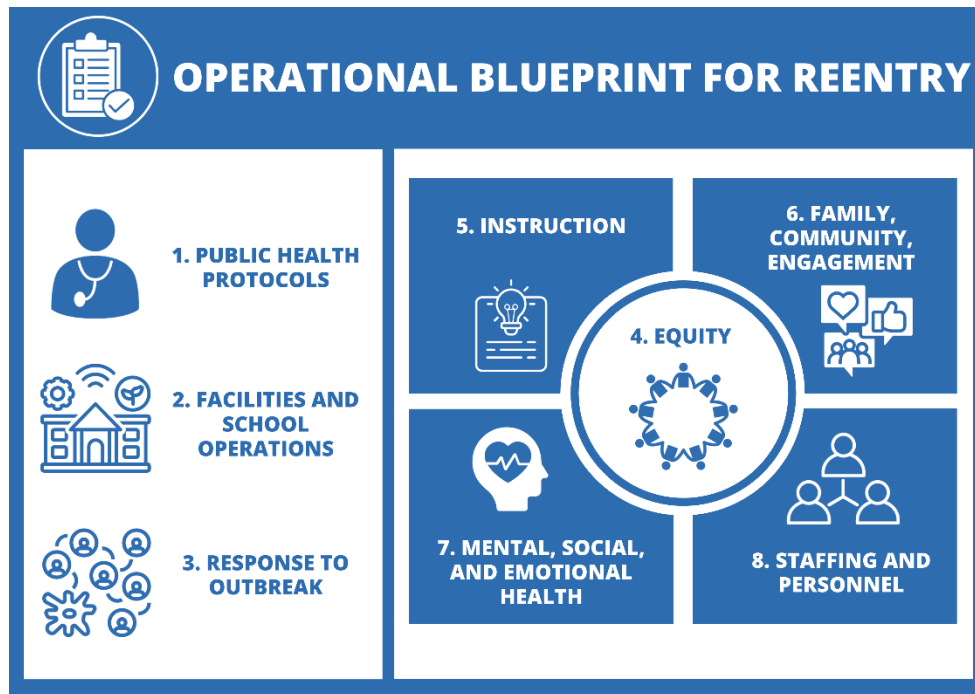 OPERATIONAL BLUEPRINT FOR REENTRY
1. PUBLIC HEALTH
PROTOCOLS
2. FACILITIES AND
SCHOOL
OPERATIONS
3. RESPONSE TO
OUTBREAK
4. EQUITY
5. INSTRUCTION
6. FAMILY,
COMMUNITY,
ENGAGEMENT
7. MENTAL, SOCIAL,
AND EMOTIONAL
HEALTH
8. STAFFING AND
PERSONNEL